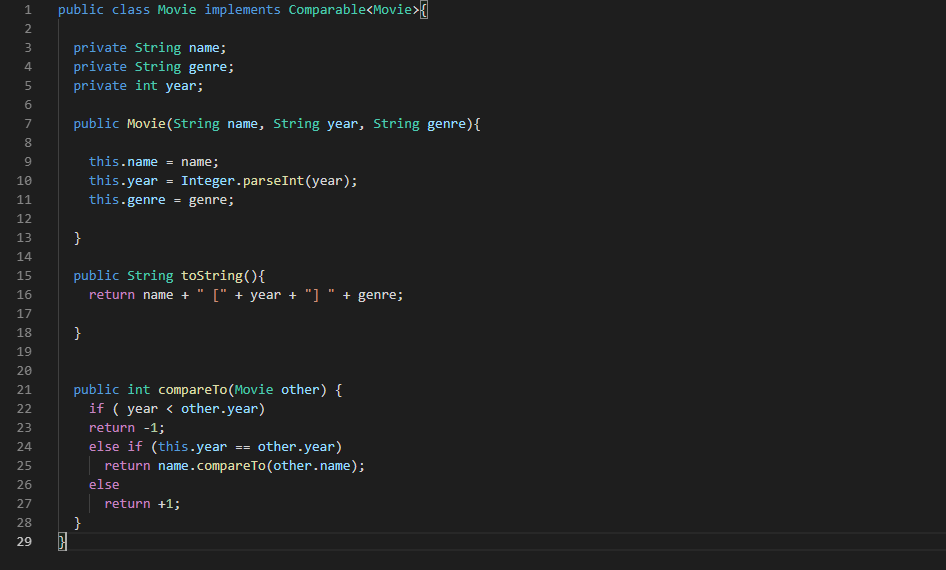 1 public class Movie implements Comparable<Movie>{
2
3 private String name;
4 private String genre;
5 private int year;
6
7 public Movie(String name, String year, String genre){
8
9 this.name = name;
10 this.year = Integer.parseInt(year);
11 this.genre = genre;
12
13 }
14
15 public String toString(){
16 return name + " [" + year + "] " + genre;
17
18 }
19
20
21 public int compareTo(Movie other) {
22 if ( year < other.year)
23 return -1;
24 else if (this.year == other.year)
25 return name.compareTo(other.name);
26 else
27 return +1;
28 }
29 }